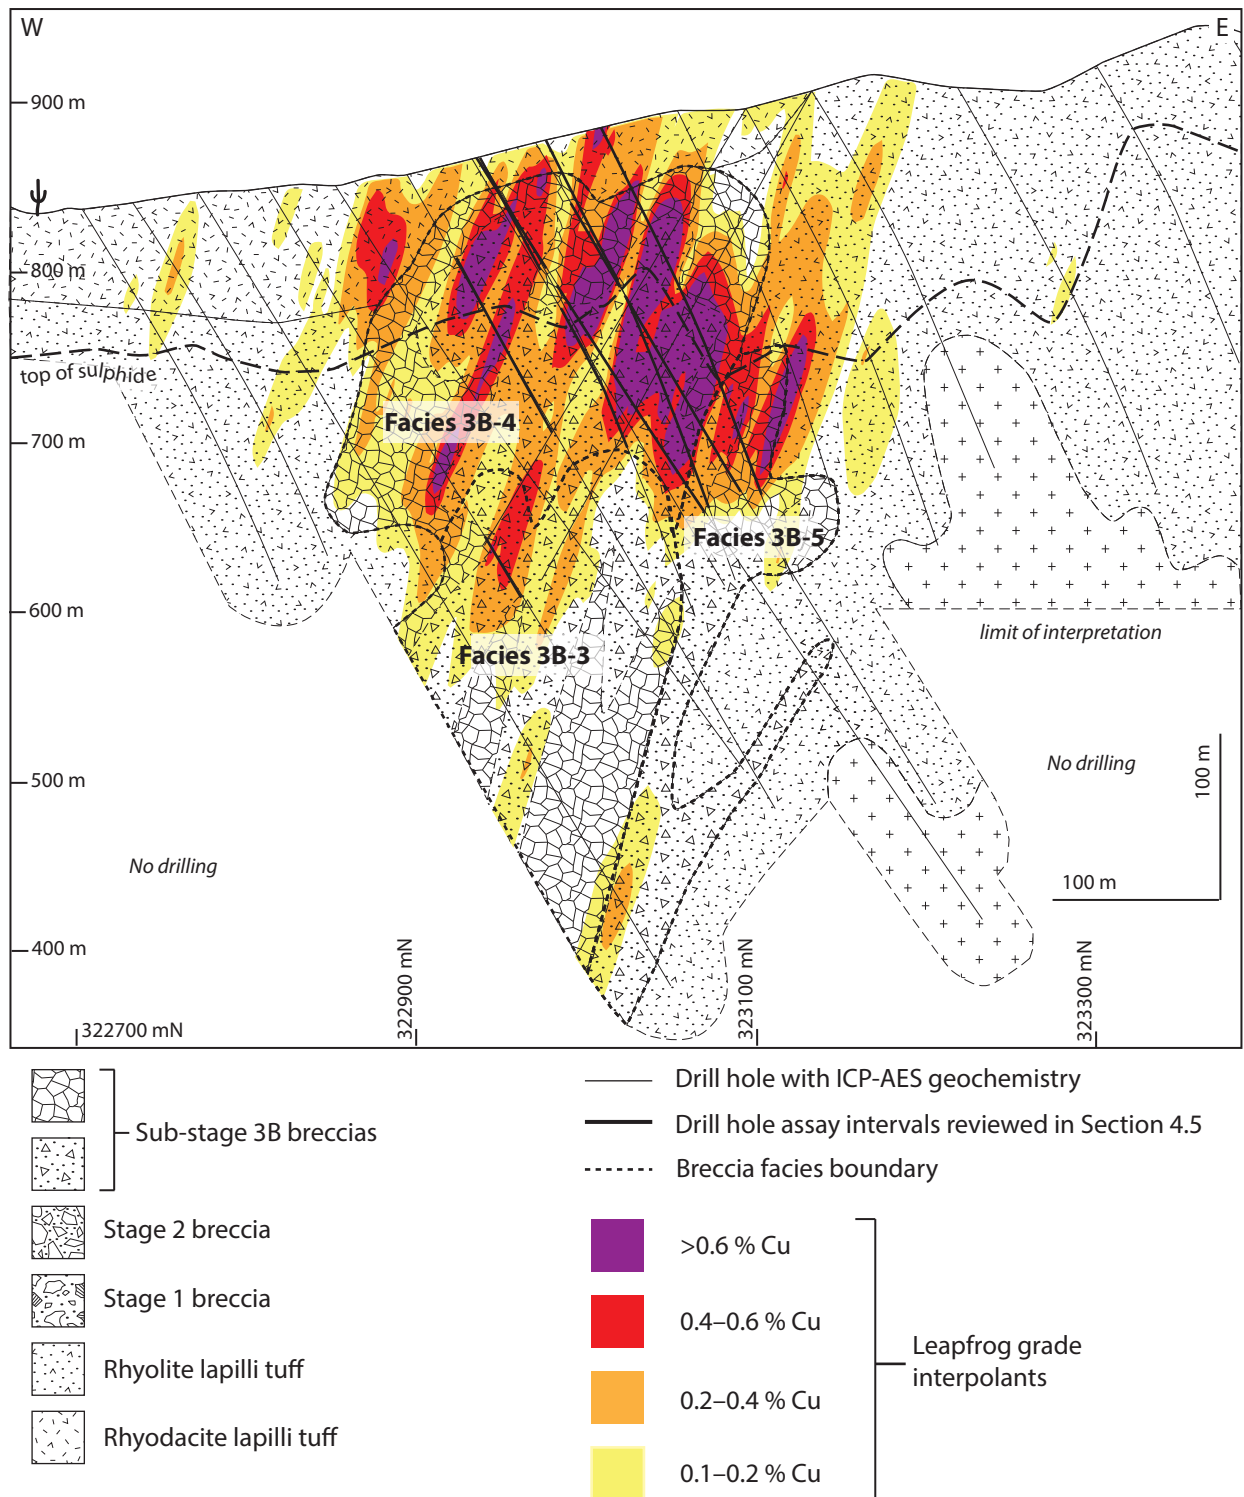 W
E
900 m
800 m
top of sulphide
Facies 3B-4
700 m
Facies 3B-5
600 m
limit of interpretation
Facies 3B-3
500 m
No drilling
100 m
No drilling
100 m
400 m
322900 mN
323100 mN
323300 mN
322700 mN
Sub-stage 3B breccias
Stage 2 breccia
Stage 1 breccia
Rhyolite lapilli tuff
Rhyodacite lapilli tuff
Drill hole with ICP-AES geochemistry
Drill hole assay intervals reviewed in Section 4.5
Breccia facies boundary
>0.6 % Cu
0.4–0.6 % Cu
0.2–0.4 % Cu
0.1–0.2 % Cu
Leapfrog grade
interpolants